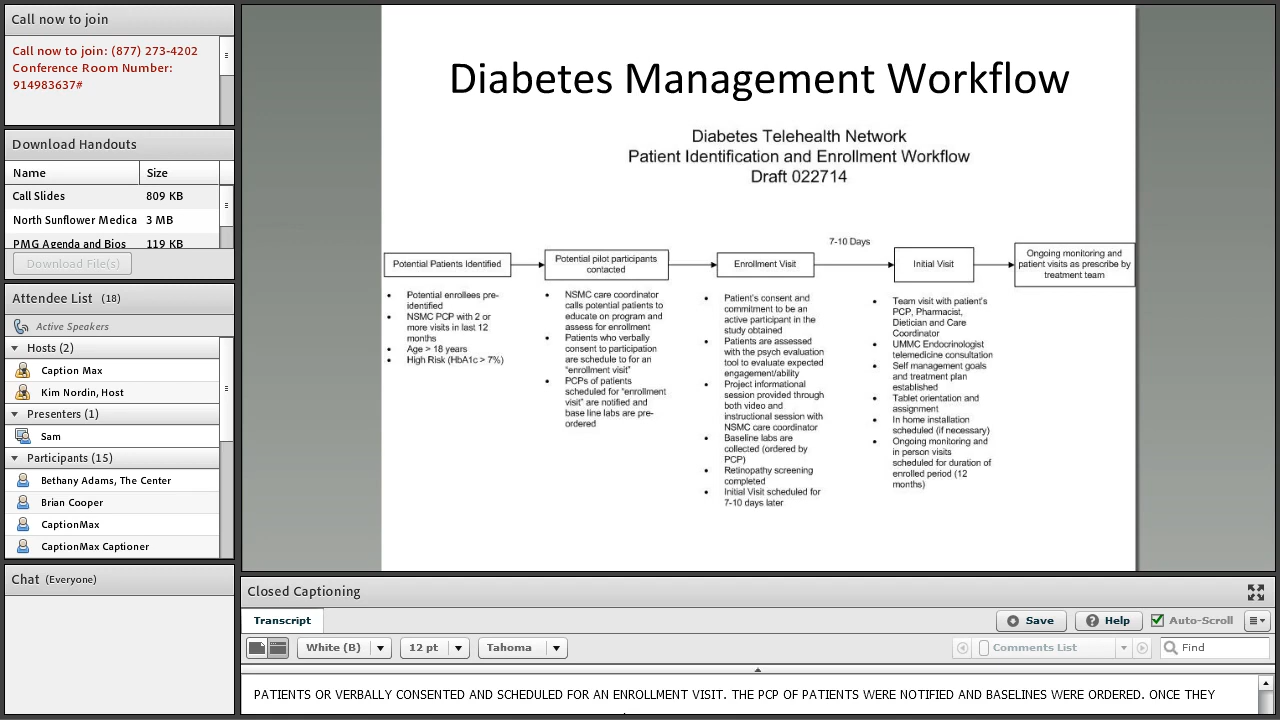 Call now to join
Call now to join: (877) 273-4202
Conference Room Number:
914983637#
Download Handouts
Name Size
Call Slides 809 KB
North Sunflower Medica 3 MB
PMG Agenda and Bios 119 KB
Download File(s)
Attendee List (18)
Active Speakers
Hosts (2)
Caption Max
Kim Nordin, Host
Presenters (1)
Sam
Participants (15)
Bethany Adams, The Center
Brian Cooper
CaptionMax
CaptionMax Captioner
Chat (Everyone)
Diabetes Management Workflow
Diabetes Telehealth Network
Patient Identification and Enrollment Workflow
Draft 022714
Potential Patients Identified
• Potential enrollees pre-
identified
• NSMC PCP with 2 or
more visits in last 12
months
• Age > 18 years
• High Risk (HbA1c > 7%)
Potential pilot participants
contacted
• NSMC care coordinator
calls potential patients to
educate on program and
assess for enrollment
• Patients who verbally
consent to participation
are schedule to for an
“enrollment visit”
• PCPs of patients
scheduled for “enrollment
visit” are notified and
base line labs are pre-
ordered
Enrollment Visit
• Patient's consent and
commitment to be an
active participant in the
study obtained
• Patients are assessed
with the psych evaluation
tool to evaluate expected
engagement/ability
• Project informational
session provided through
both video and
instructional session with
NSMC care coordinator
• Baseline labs are
collected (ordered by
PCP)
• Retinopathy screening
completed
• Initial Visit scheduled for
7-10 days later
7-10 Days
Initial Visit
• Team visit with patient's
PCP, Pharmacist,
Dietician and Care
Coordinator
• UMMC Endocrinologist
telemedicine consultation
• Self management goals
and treatment plan
established
• Tablet orientation and
assignment
• In home installation
scheduled (if necessary)
• Ongoing monitoring and
in person visits
scheduled for duration of
enrolled period (12
months)
Ongoing monitoring and
patient visits as prescribe by
treatment team
Closed Captioning
Transcript
Save
Help
Auto-Scroll
White (B)
12 pt
Tahoma
Comments List
Find
PATIENTS OR VERBALLY CONSENTED AND SCHEDULED FOR AN ENROLLMENT VISIT. THE PCP OF PATIENTS WERE NOTIFIED AND BASELINES WERE ORDERED. ONCE THEY